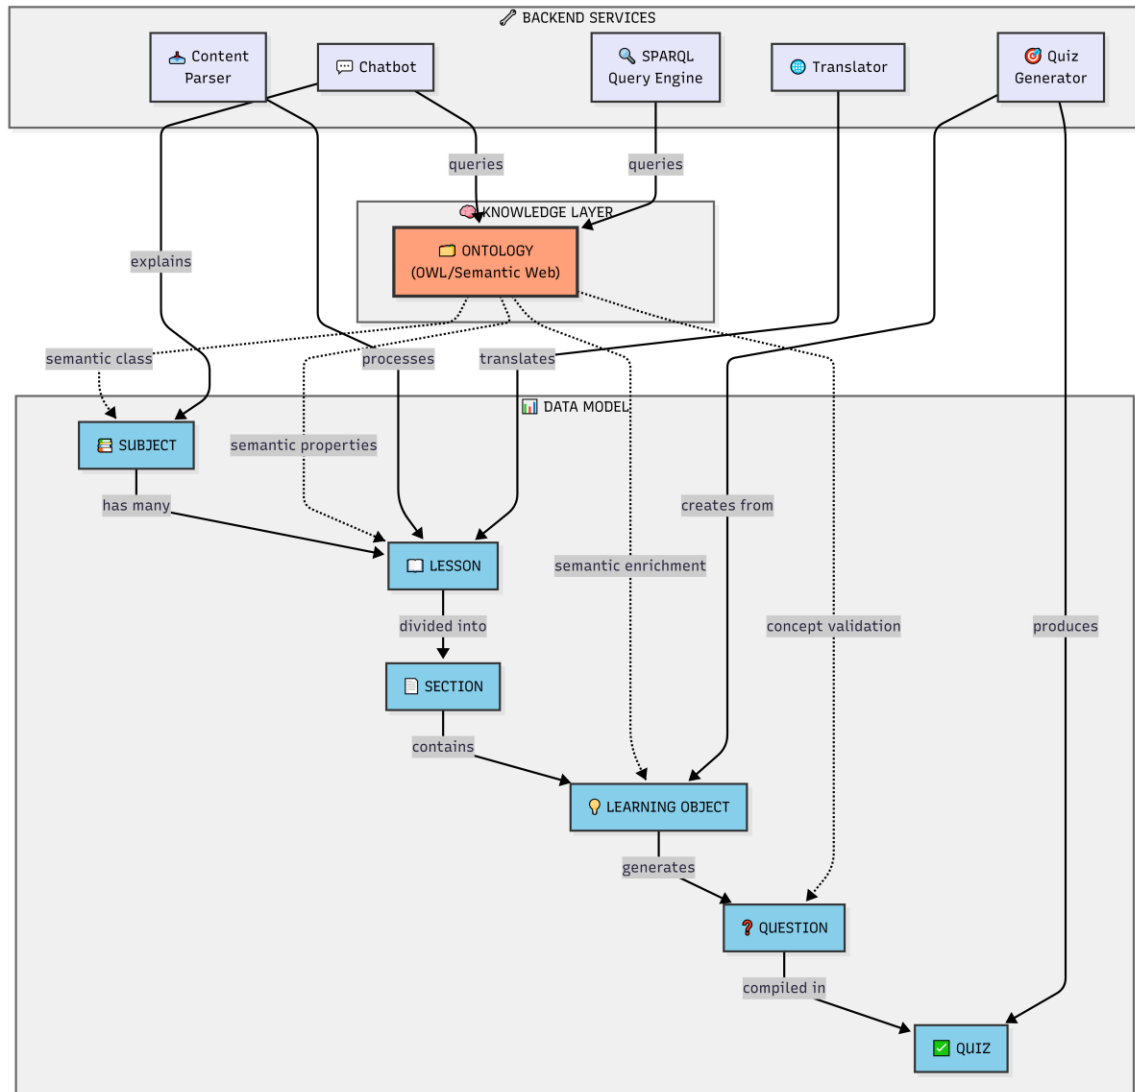 BACKEND SERVICES
Content
Parser
Chatbot
SPARQL
Query Engine
Translator
Quiz
Generator
queries
queries
KNOWLEDGE LAYER
ONTOLOGY
(OWL/Semantic Web)
explains
semantic class
processes
translates
DATA MODEL
SUBJECT
semantic properties
has many
creates from
LESSON
semantic enrichment
divided into
concept validation
produces
SECTION
contains
LEARNING OBJECT
generates
QUESTION
compiled in
QUIZ